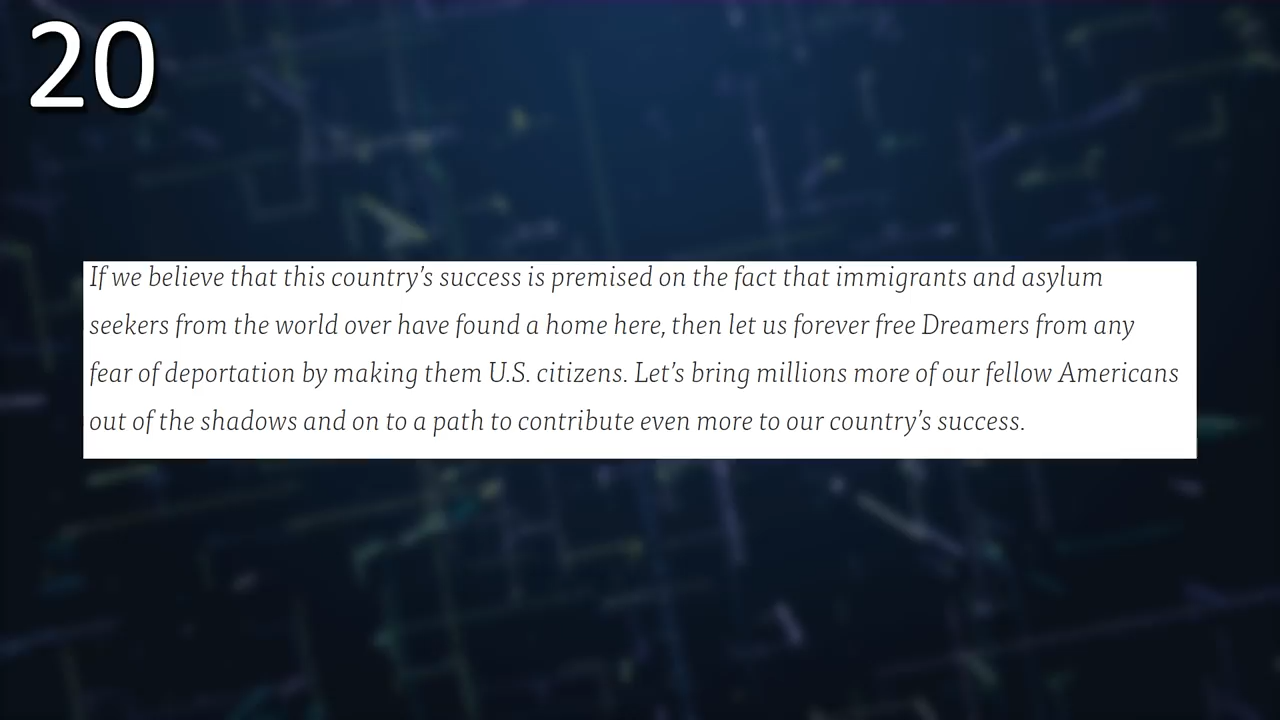 20
If we believe that this country’s success is premised on the fact that immigrants and asylum
seekers from the world over have found a home here, then let us forever free Dreamers from any
fear of deportation by making them U.S. citizens. Let’s bring millions more of our fellow Americans
out of the shadows and on to a path to contribute even more to our country’s success.